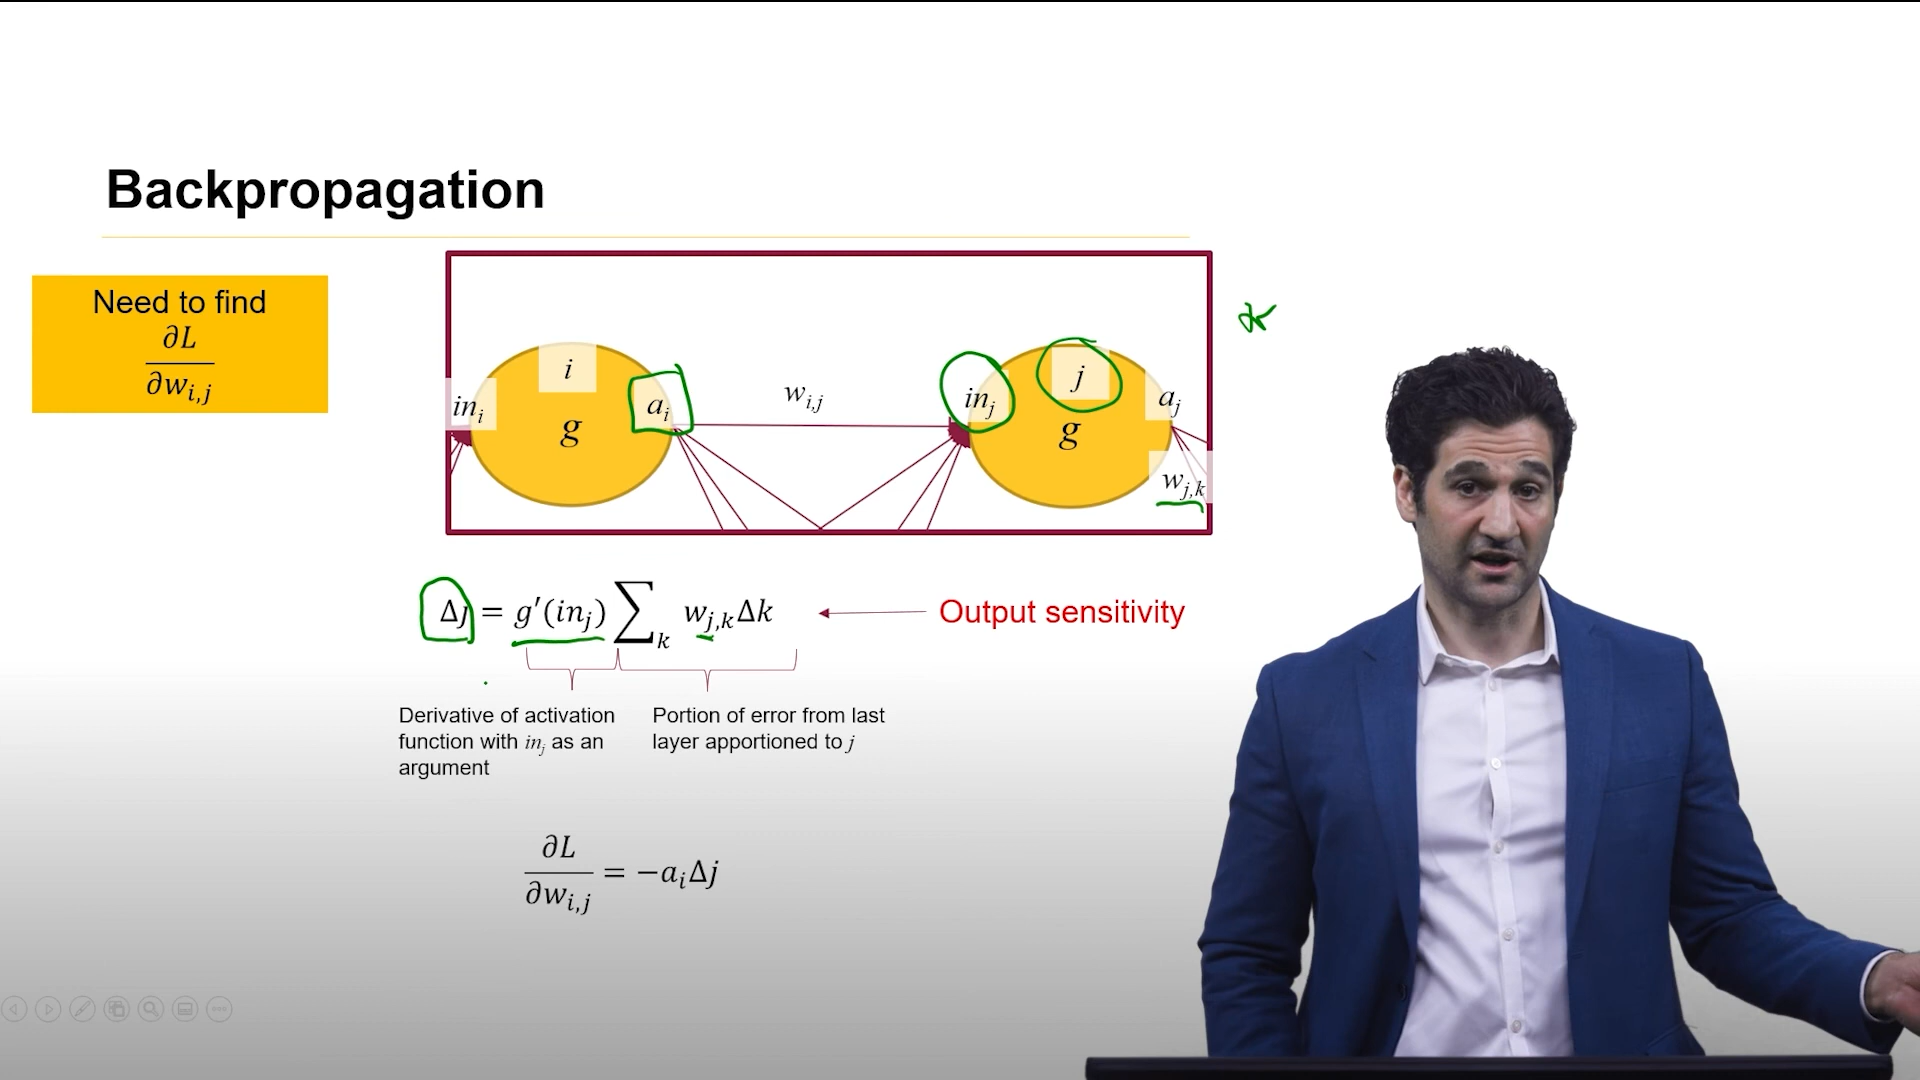 Backpropagation
Need to find
∂L
∂w_{i,j}
i
j
in_i
a_i
w_{i,j}
in_j
a_j
g
g
w_{j,k}
Δj = g′(in_j) ∑_k w_{j,k}Δk
Output sensitivity
Derivative of activation
function with in_j as an
argument
Portion of error from last
layer apportioned to j
∂L
∂w_{i,j}
= −a_iΔj